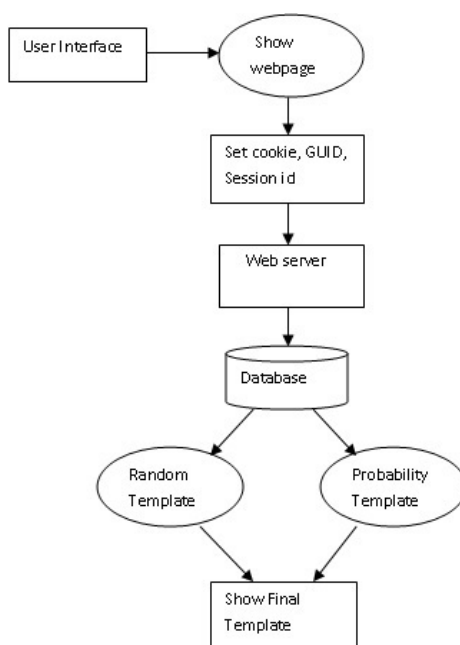 User Interface
Show
webpage
Set cookie, GUID,
Session id
Web server
Database
Random
Template
Probability
Template
Show Final
Template